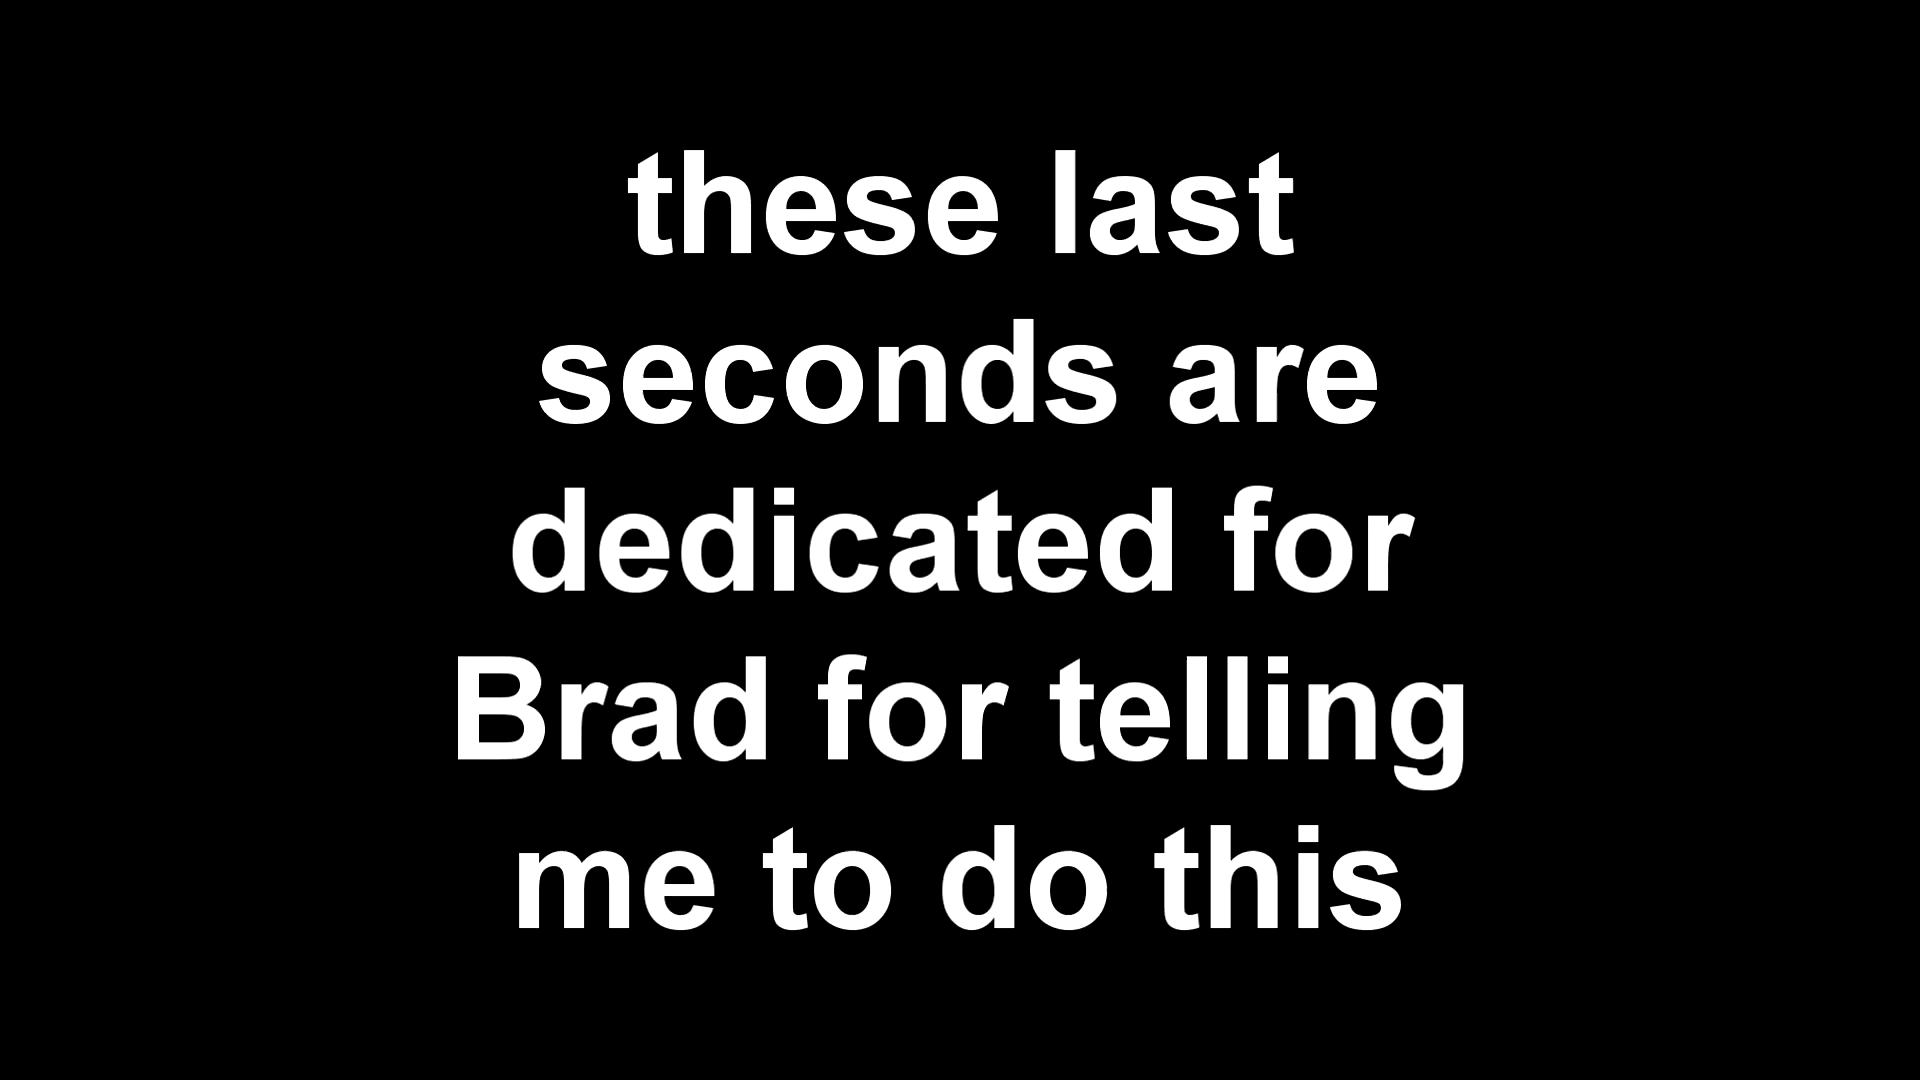 these last
seconds are
dedicated for
Brad for telling
me to do this